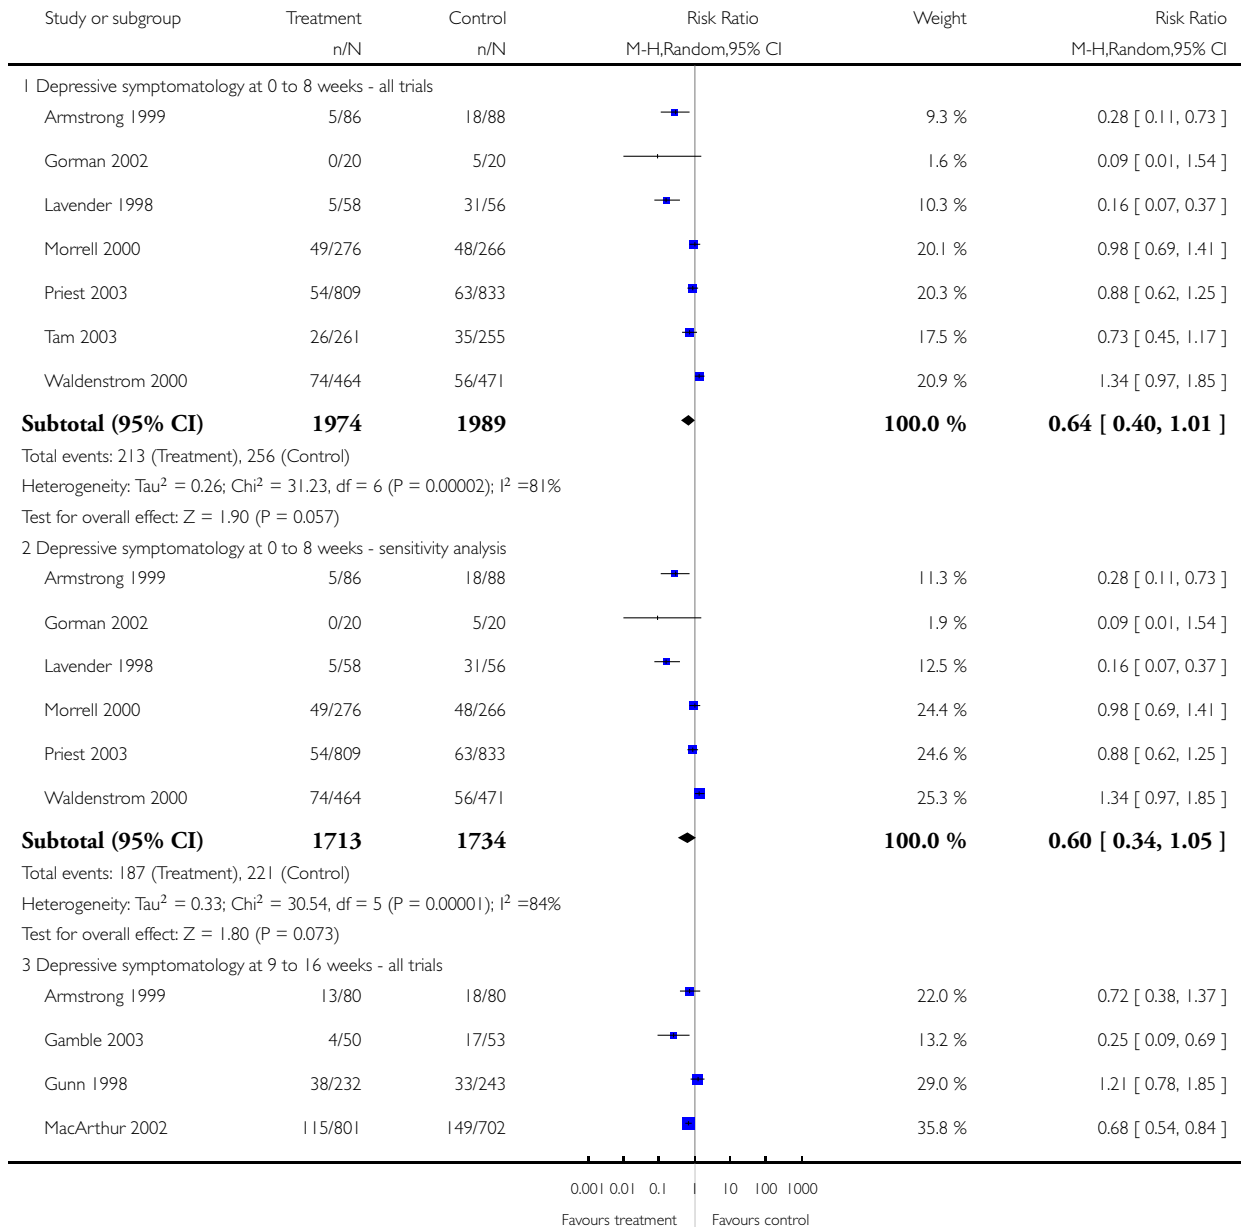 Study or subgroup Treatment Control Risk Ratio Weight Risk Ratio
n/N n/N M-H,Random,95% CI M-H,Random,95% CI
1 Depressive symptomatology at 0 to 8 weeks - all trials
Armstrong 1999 5/86 18/88 9.3 % 0.28 [ 0.11, 0.73 ]
Gorman 2002 0/20 5/20 1.6 % 0.09 [ 0.01, 1.54 ]
Lavender 1998 5/58 31/56 10.3 % 0.16 [ 0.07, 0.37 ]
Morrell 2000 49/276 48/266 20.1 % 0.98 [ 0.69, 1.41 ]
Priest 2003 54/809 63/833 20.3 % 0.88 [ 0.62, 1.25 ]
Tam 2003 26/261 35/255 17.5 % 0.73 [ 0.45, 1.17 ]
Waldenstrom 2000 74/464 56/471 20.9 % 1.34 [ 0.97, 1.85 ]
Subtotal (95% CI) 1974 1989 100.0 % 0.64 [ 0.40, 1.01 ]
Total events: 213 (Treatment), 256 (Control)
Heterogeneity: Tau² = 0.26; Chi² = 31.23, df = 6 (P = 0.00002); I² =81%
Test for overall effect: Z = 1.90 (P = 0.057)
2 Depressive symptomatology at 0 to 8 weeks - sensitivity analysis
Armstrong 1999 5/86 18/88 11.3 % 0.28 [ 0.11, 0.73 ]
Gorman 2002 0/20 5/20 1.9 % 0.09 [ 0.01, 1.54 ]
Lavender 1998 5/58 31/56 12.5 % 0.16 [ 0.07, 0.37 ]
Morrell 2000 49/276 48/266 24.4 % 0.98 [ 0.69, 1.41 ]
Priest 2003 54/809 63/833 24.6 % 0.88 [ 0.62, 1.25 ]
Waldenstrom 2000 74/464 56/471 25.3 % 1.34 [ 0.97, 1.85 ]
Subtotal (95% CI) 1713 1734 100.0 % 0.60 [ 0.34, 1.05 ]
Total events: 187 (Treatment), 221 (Control)
Heterogeneity: Tau² = 0.33; Chi² = 30.54, df = 5 (P = 0.00001); I² =84%
Test for overall effect: Z = 1.80 (P = 0.073)
3 Depressive symptomatology at 9 to 16 weeks - all trials
Armstrong 1999 13/80 18/80 22.0 % 0.72 [ 0.38, 1.37 ]
Gamble 2003 4/50 17/53 13.2 % 0.25 [ 0.09, 0.69 ]
Gunn 1998 38/232 33/243 29.0 % 1.21 [ 0.78, 1.85 ]
MacArthur 2002 115/801 149/702 35.8 % 0.68 [ 0.54, 0.84 ]
0.001 0.01 0.1 1 10 100 1000
Favours treatment Favours control